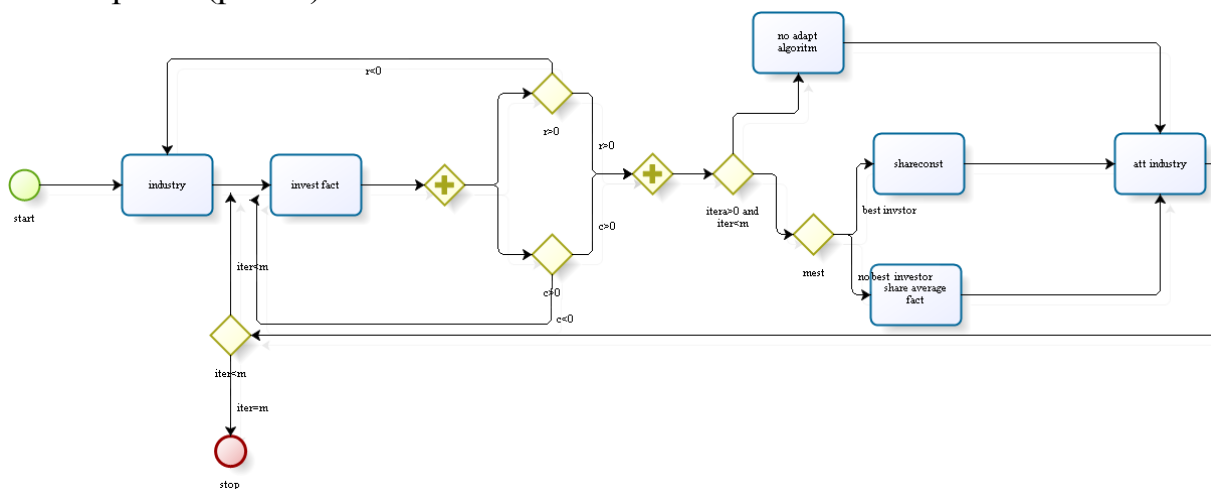 no adapt
algoritm
r<0
r>0
r>0
industry
invest fact
shareconst
att industry
start
itera>0 and
iter<m
best invstor
c>0
mest
iter<m
no best investor
share average
fact
c>0
c<0
iter<m
iter=m
stop